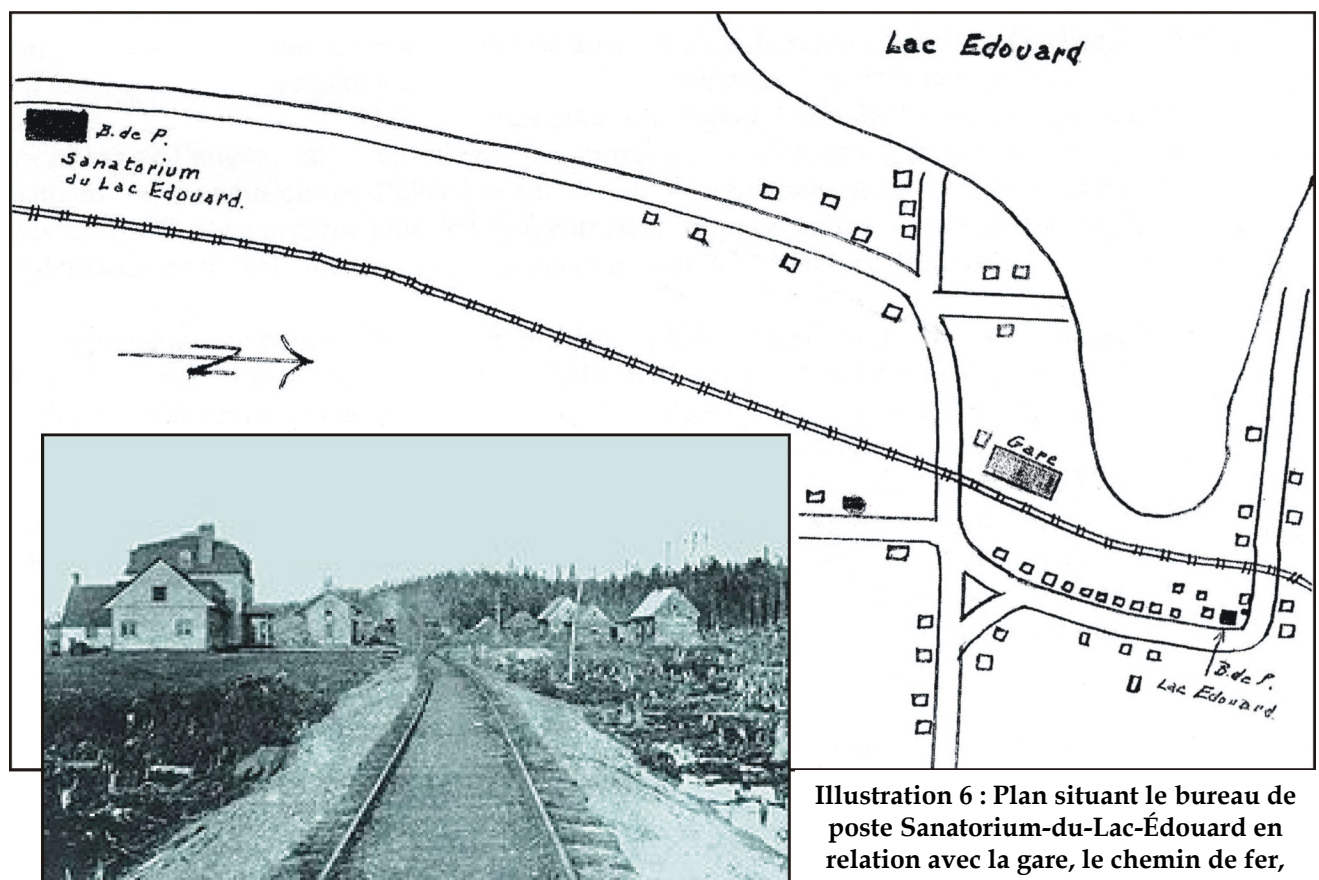 Lac Edouard
B. de P.
Sanatorium
du Lac Edouard.
Z
Gare
B. de P.
Lac Edouard.
Illustration 6 : Plan situant le bureau de
poste Sanatorium-du-Lac-Édouard en
relation avec la gare, le chemin de fer,